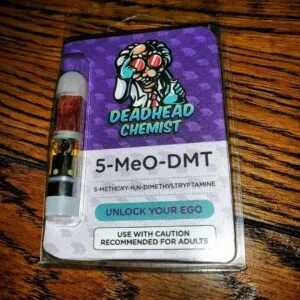 DEADHEAD
CHEMIST
5-MeO-DMT
5-METHOXY-N,N-DIMETHYLTRYPTAMINE
UNLOCK YOUR EGO
USE WITH CAUTION
RECOMMENDED FOR ADULTS